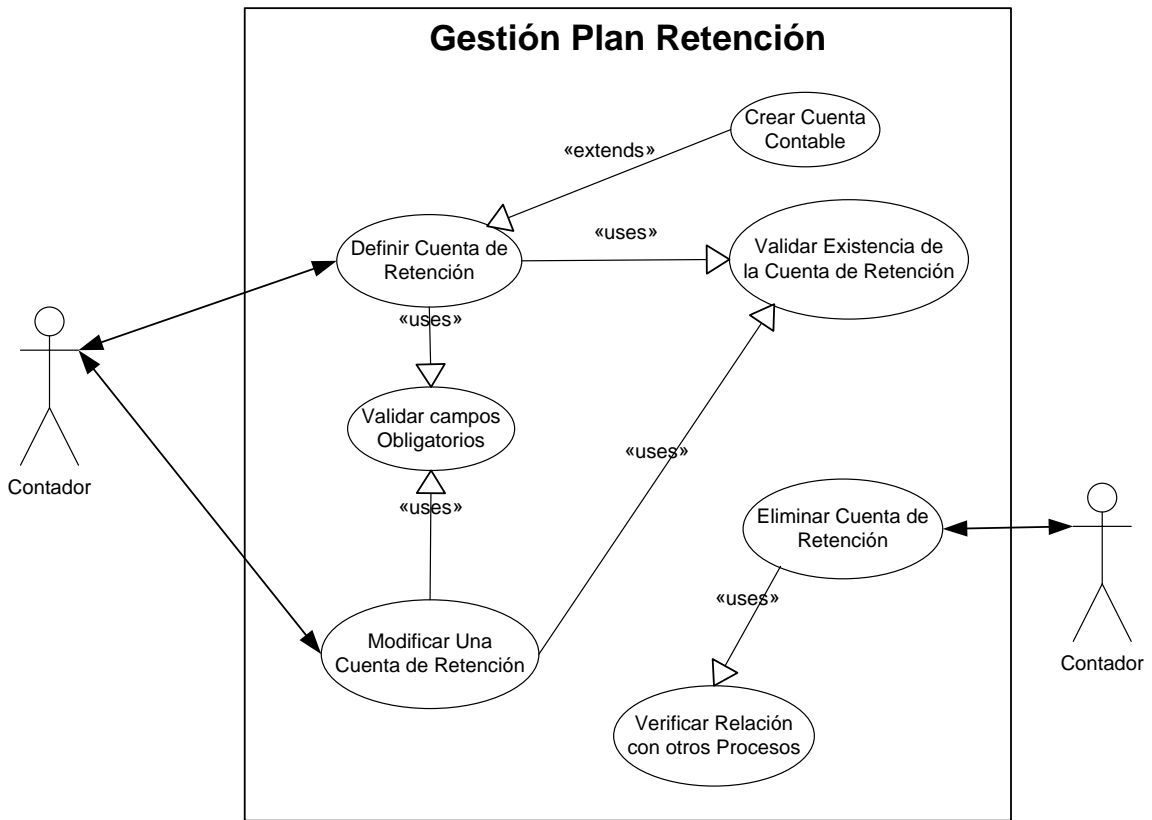 Gestión Plan Retención
Crear Cuenta
Contable
«extends»
«uses»
Definir Cuenta de
Retención
Validar Existencia de
la Cuenta de Retención
«uses»
Validar campos
Obligatorios
«uses»
Contador
«uses»
Eliminar Cuenta de
Retención
«uses»
Modificar Una
Cuenta de Retención
Contador
Verificar Relación
con otros Procesos